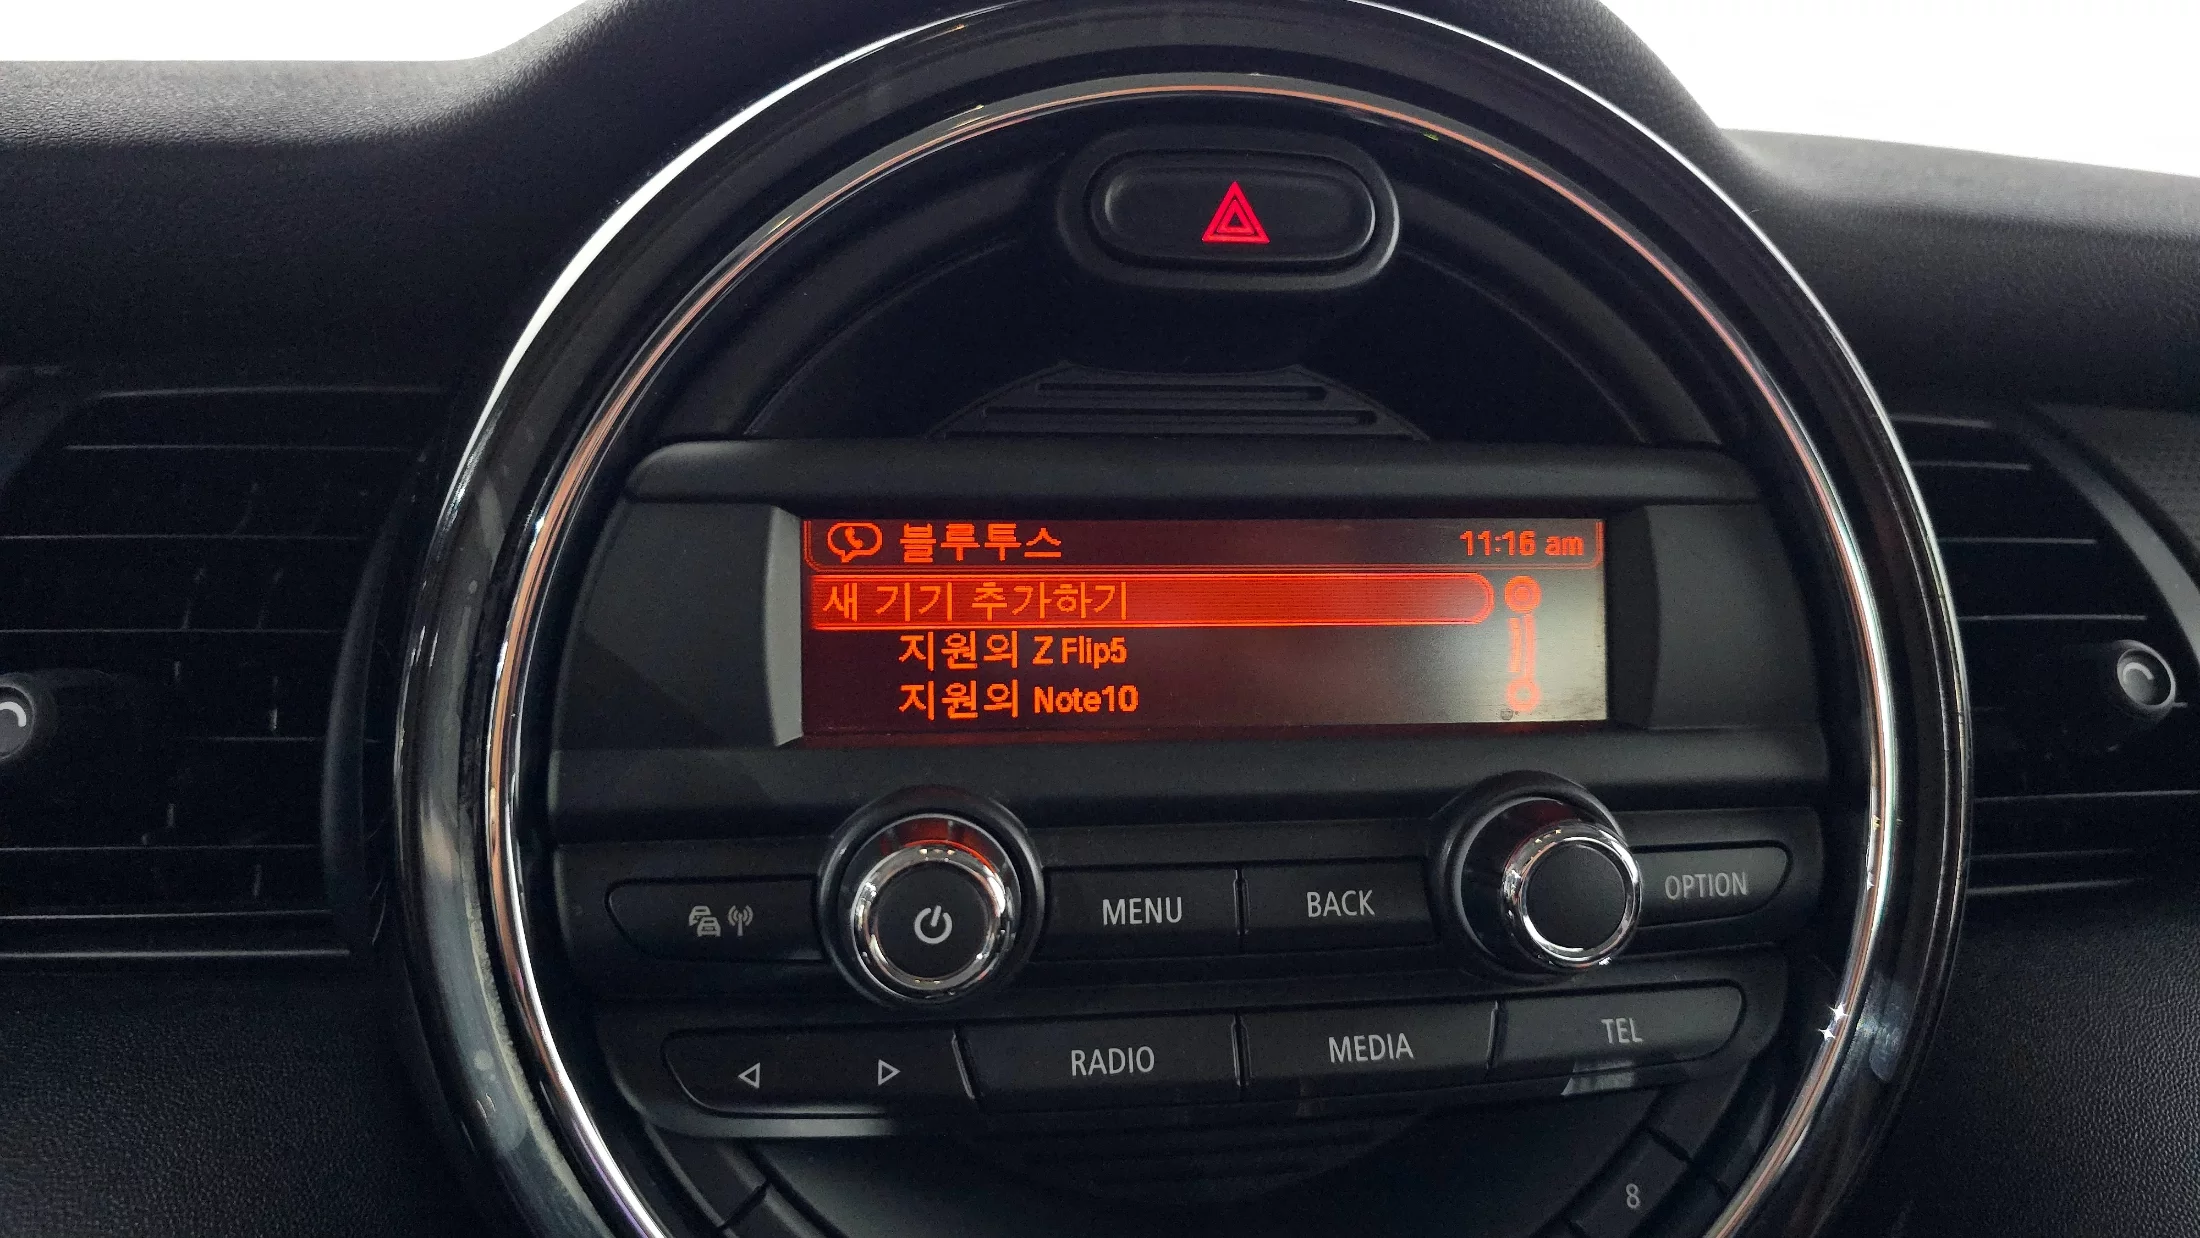 블루투스 11:16 am
새 기기 추가하기
지원의 Z Flip5
지원의 Note10
MENU BACK OPTION
RADIO MEDIA TEL
8